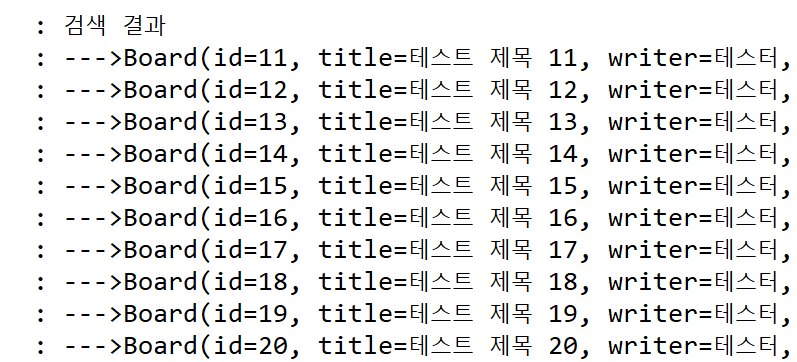 : 검색 결과
: --->Board(id=11, title=테스트 제목 11, writer=테스터,
: --->Board(id=12, title=테스트 제목 12, writer=테스터,
: --->Board(id=13, title=테스트 제목 13, writer=테스터,
: --->Board(id=14, title=테스트 제목 14, writer=테스터,
: --->Board(id=15, title=테스트 제목 15, writer=테스터,
: --->Board(id=16, title=테스트 제목 16, writer=테스터,
: --->Board(id=17, title=테스트 제목 17, writer=테스터,
: --->Board(id=18, title=테스트 제목 18, writer=테스터,
: --->Board(id=19, title=테스트 제목 19, writer=테스터,
: --->Board(id=20, title=테스트 제목 20, writer=테스터,